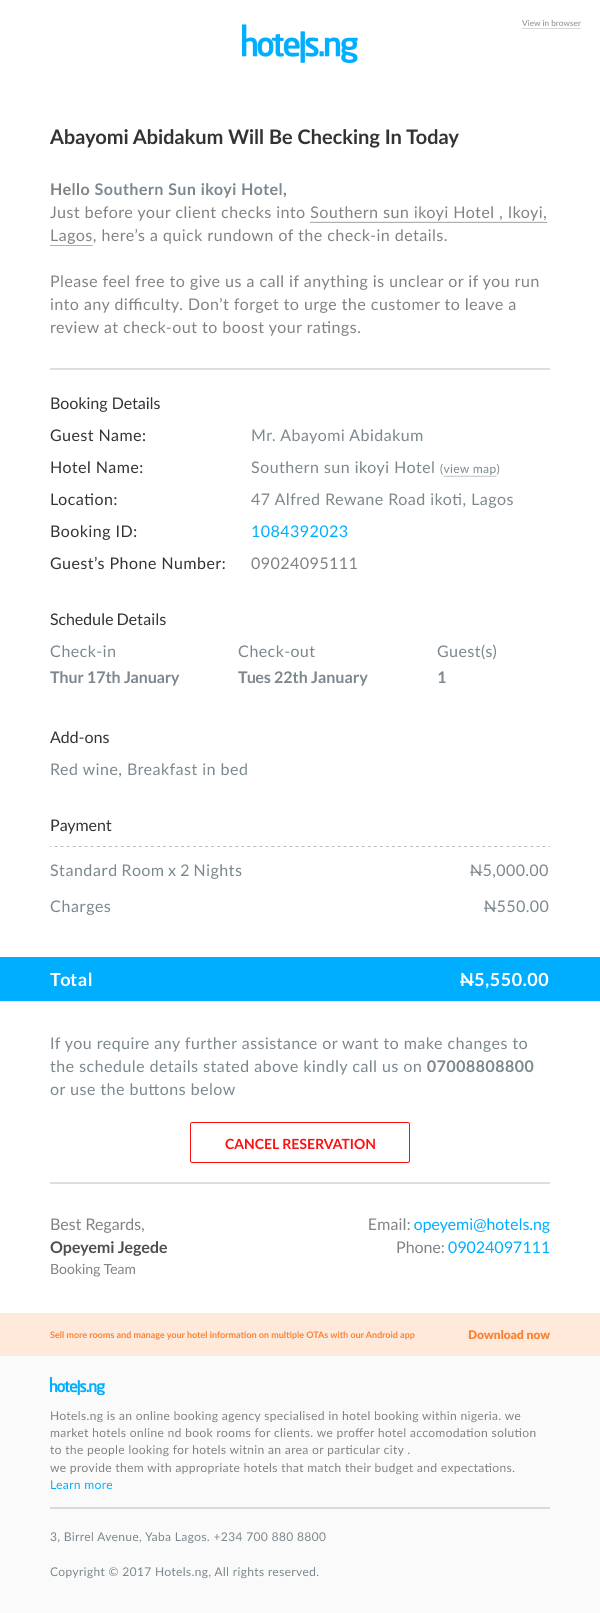 View in browser
hotels.ng
Abayomi Abidakum Will Be Checking In Today
Hello Southern Sun ikoyi Hotel,
Just before your client checks into Southern sun ikoyi Hotel , Ikoyi,
Lagos, here’s a quick rundown of the check-in details.
Please feel free to give us a call if anything is unclear or if you run
into any difficulty. Don’t forget to urge the customer to leave a
review at check-out to boost your ratings.
Booking Details
Guest Name: Mr. Abayomi Abidakum
Hotel Name: Southern sun ikoyi Hotel (view map)
Location: 47 Alfred Rewane Road ikoti, Lagos
Booking ID: 1084392023
Guest’s Phone Number: 09024095111
Schedule Details
Check-in Check-out Guest(s)
Thur 17th January Tues 22th January 1
Add-ons
Red wine, Breakfast in bed
Payment
Standard Room x 2 Nights ₦5,000.00
Charges ₦550.00
Total ₦5,550.00
If you require any further assistance or want to make changes to
the schedule details stated above kindly call us on 07008808800
or use the buttons below
CANCEL RESERVATION
Best Regards, Email: opeyemi@hotels.ng
Opeyemi Jegede Phone: 09024097111
Booking Team
Sell more rooms and manage your hotel information on multiple OTAs with our Android app Download now
hotels.ng
Hotels.ng is an online booking agency specialised in hotel booking within nigeria. we
market hotels online nd book rooms for clients. we proffer hotel accomodation solution
to the people looking for hotels witnin an area or particular city .
we provide them with appropriate hotels that match their budget and expectations.
Learn more
3, Birrel Avenue, Yaba Lagos. +234 700 880 8800
Copyright © 2017 Hotels.ng, All rights reserved.